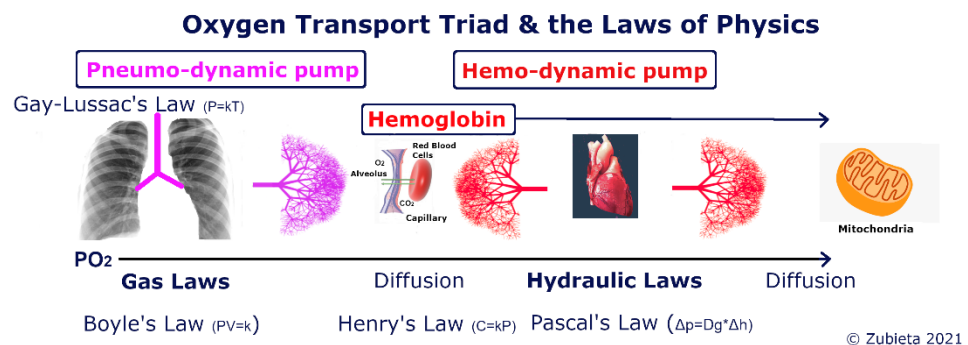 Oxygen Transport Triad & the Laws of Physics
Pneumo-dynamic pump
Hemo-dynamic pump
Gay-Lussac's Law (P=kT)
Hemoglobin
O2
Alveolus
Red Blood
Cells
CO2
Capillary
Mitochondria
PO2
Gas Laws
Diffusion
Hydraulic Laws
Diffusion
Boyle's Law (PV=k)
Henry's Law (C=kP)
Pascal's Law (Δp=Dg*Δh)
© Zubieta 2021